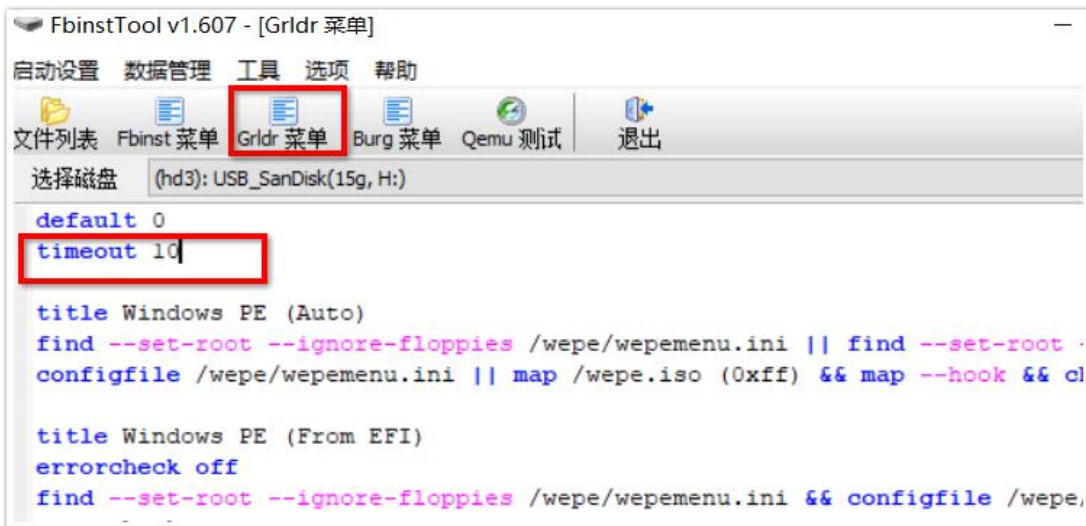 FbinstTool v1.607 - [Grldr 菜单]
启动设置 数据管理 工具 选项 帮助
文件列表 Fbinst 菜单 Grldr 菜单 Burg 菜单 Qemu 测试 退出
选择磁盘 (hd3): USB_SanDisk(15g, H:)
default 0
timeout 10
title Windows PE (Auto)
find --set-root --ignore-floppies /wepe/wepemenu.ini || find --set-root
configfile /wepe/wepemenu.ini || map /wepe.iso (0xff) && map --hook &&
title Windows PE (From EFI)
errorcheck off
find --set-root --ignore-floppies /wepe/wepemenu.ini && configfile /wepe/